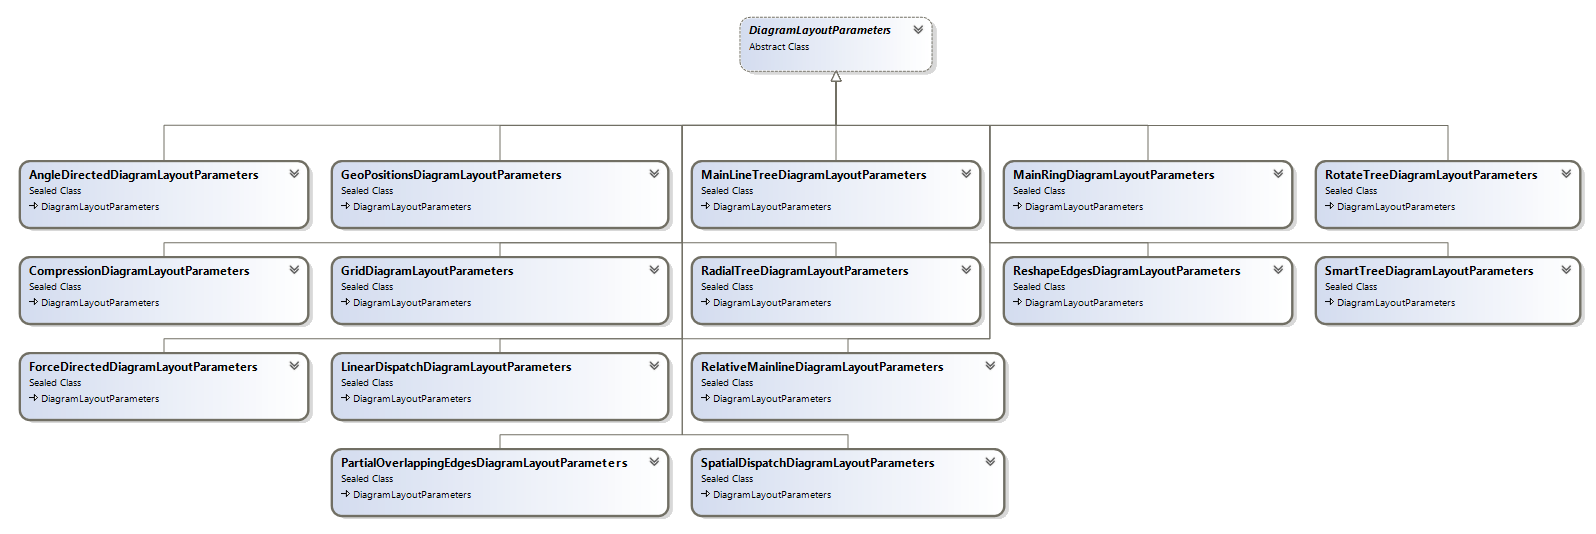 DiagramLayoutParameters
Abstract Class
AngleDirectedDiagramLayoutParameters
Sealed Class
DiagramLayoutParameters
GeoPositionsDiagramLayoutParameters
Sealed Class
DiagramLayoutParameters
MainLineTreeDiagramLayoutParameters
Sealed Class
DiagramLayoutParameters
MainRingDiagramLayoutParameters
Sealed Class
DiagramLayoutParameters
RotateTreeDiagramLayoutParameters
Sealed Class
DiagramLayoutParameters
CompressionDiagramLayoutParameters
Sealed Class
DiagramLayoutParameters
GridDiagramLayoutParameters
Sealed Class
DiagramLayoutParameters
RadialTreeDiagramLayoutParameters
Sealed Class
DiagramLayoutParameters
ReshapeEdgesDiagramLayoutParameters
Sealed Class
DiagramLayoutParameters
SmartTreeDiagramLayoutParameters
Sealed Class
DiagramLayoutParameters
ForceDirectedDiagramLayoutParameters
Sealed Class
DiagramLayoutParameters
LinearDispatchDiagramLayoutParameters
Sealed Class
DiagramLayoutParameters
RelativeMainlineDiagramLayoutParameters
Sealed Class
DiagramLayoutParameters
PartialOverlappingEdgesDiagramLayoutParameters
Sealed Class
DiagramLayoutParameters
SpatialDispatchDiagramLayoutParameters
Sealed Class
DiagramLayoutParameters